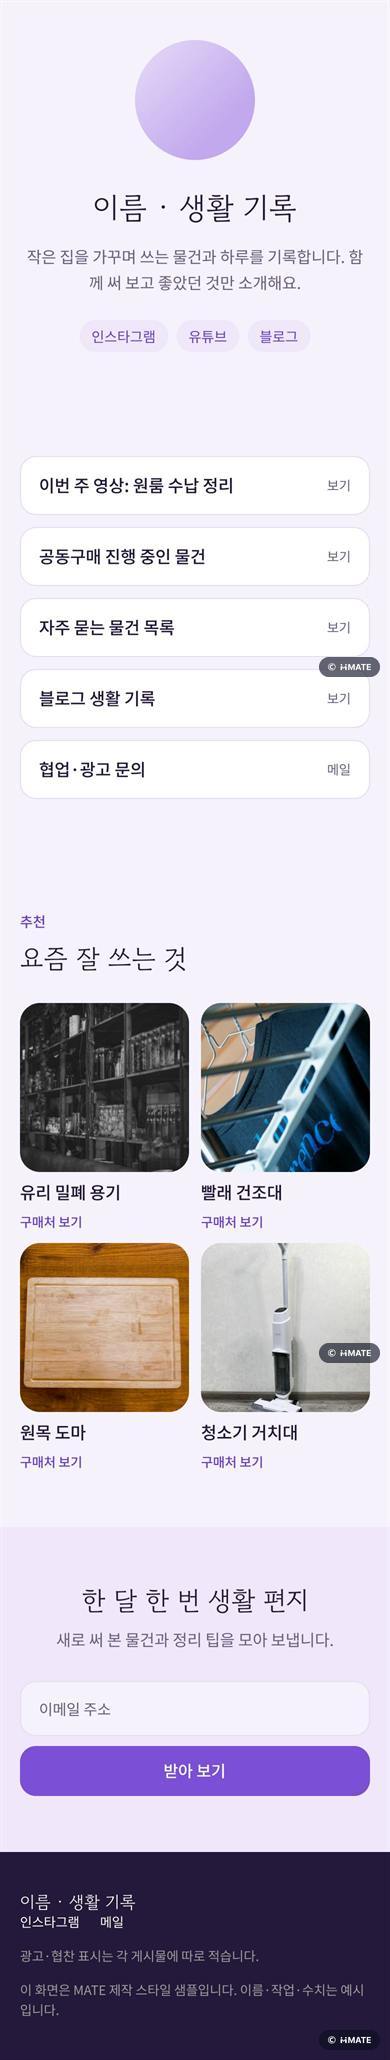 이름 · 생활 기록
작은 집을 가꾸며 쓰는 물건과 하루를 기록합니다. 함
께 써 보고 좋았던 것만 소개해요.
인스타그램 유튜브 블로그
이번 주 영상: 원룸 수납 정리 보기
공동구매 진행 중인 물건 보기
자주 묻는 물건 목록 보기
© MATE
블로그 생활 기록 보기
협업·광고 문의 메일
추천
요즘 잘 쓰는 것
유리 밀폐 용기 빨래 건조대
구매처 보기 구매처 보기
© MATE
원목 도마 청소기 거치대
구매처 보기 구매처 보기
한 달 한 번 생활 편지
새로 써 본 물건과 정리 팁을 모아 보냅니다.
이메일 주소
받아 보기
이름 · 생활 기록
인스타그램 메일
광고·협찬 표시는 각 게시물에 따로 적습니다.
이 화면은 MATE 제작 스타일 샘플입니다. 이름·작업·수치는 예시
입니다.
© MATE